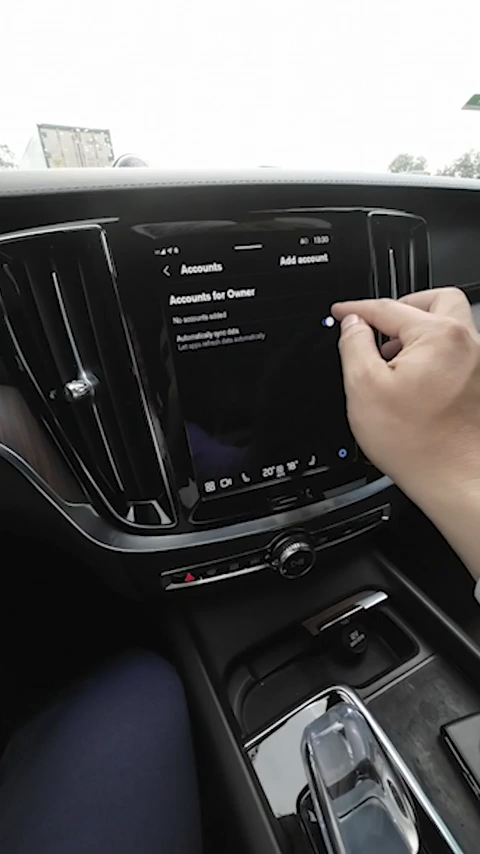 13:30
Accounts
Add account
Accounts for Owner
No accounts added
Automatically sync data
Let apps refresh data automatically
20° 18°